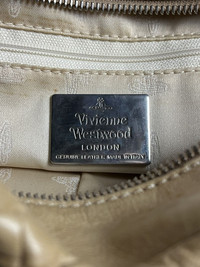 Vivienne
Westwood
LONDON
GENUINE LEATHER MADE IN ITALY